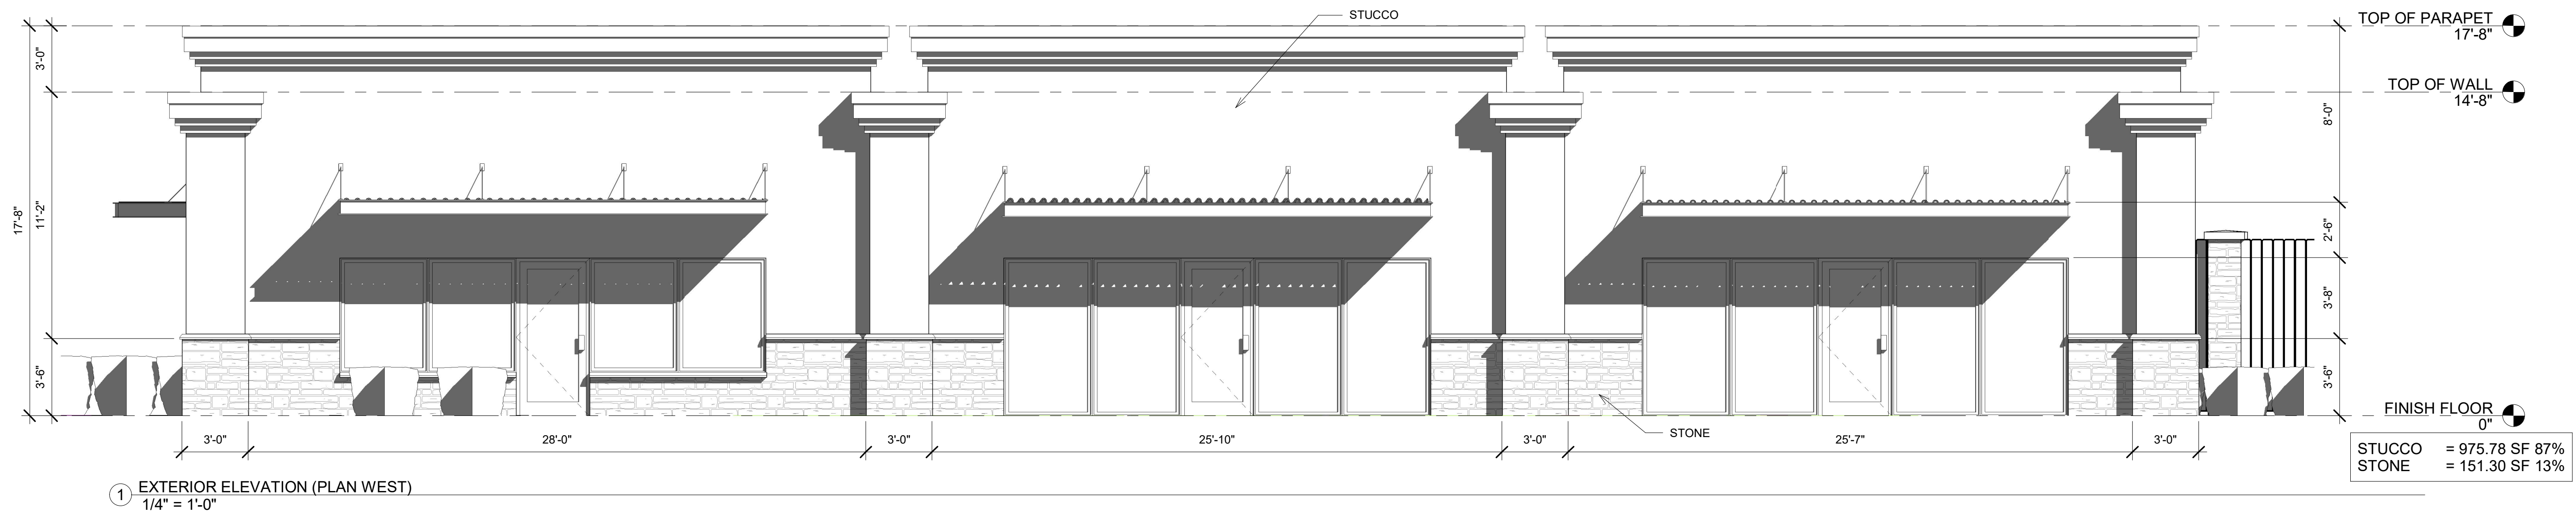 STUCCO
TOP OF PARAPET
17'-8"
TOP OF WALL
14'-8"
3'-0"
11'-2"
17'-8"
3'-6"
8'-0"
2'-6"
3'-8"
3'-6"
FINISH FLOOR
0"
STONE
3'-0" 28'-0" 3'-0" 25'-10" 3'-0" 25'-7" 3'-0"
STUCCO = 975.78 SF 87%
STONE = 151.30 SF 13%
1 EXTERIOR ELEVATION (PLAN WEST)
1/4" = 1'-0"